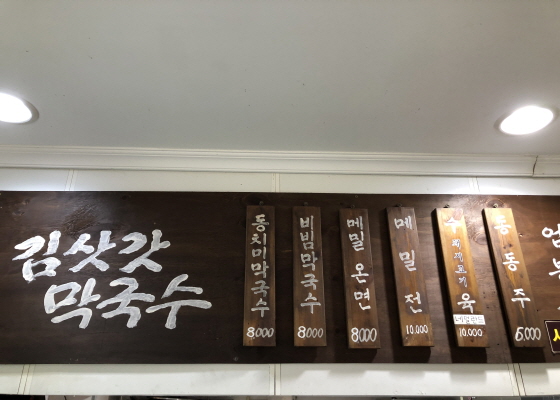 김삿갓
막국수
동치미막국수
8,000
비빔막국수
8,000
메밀온면
8,000
메밀전
10,000
수육
10,000
동동주
6,000